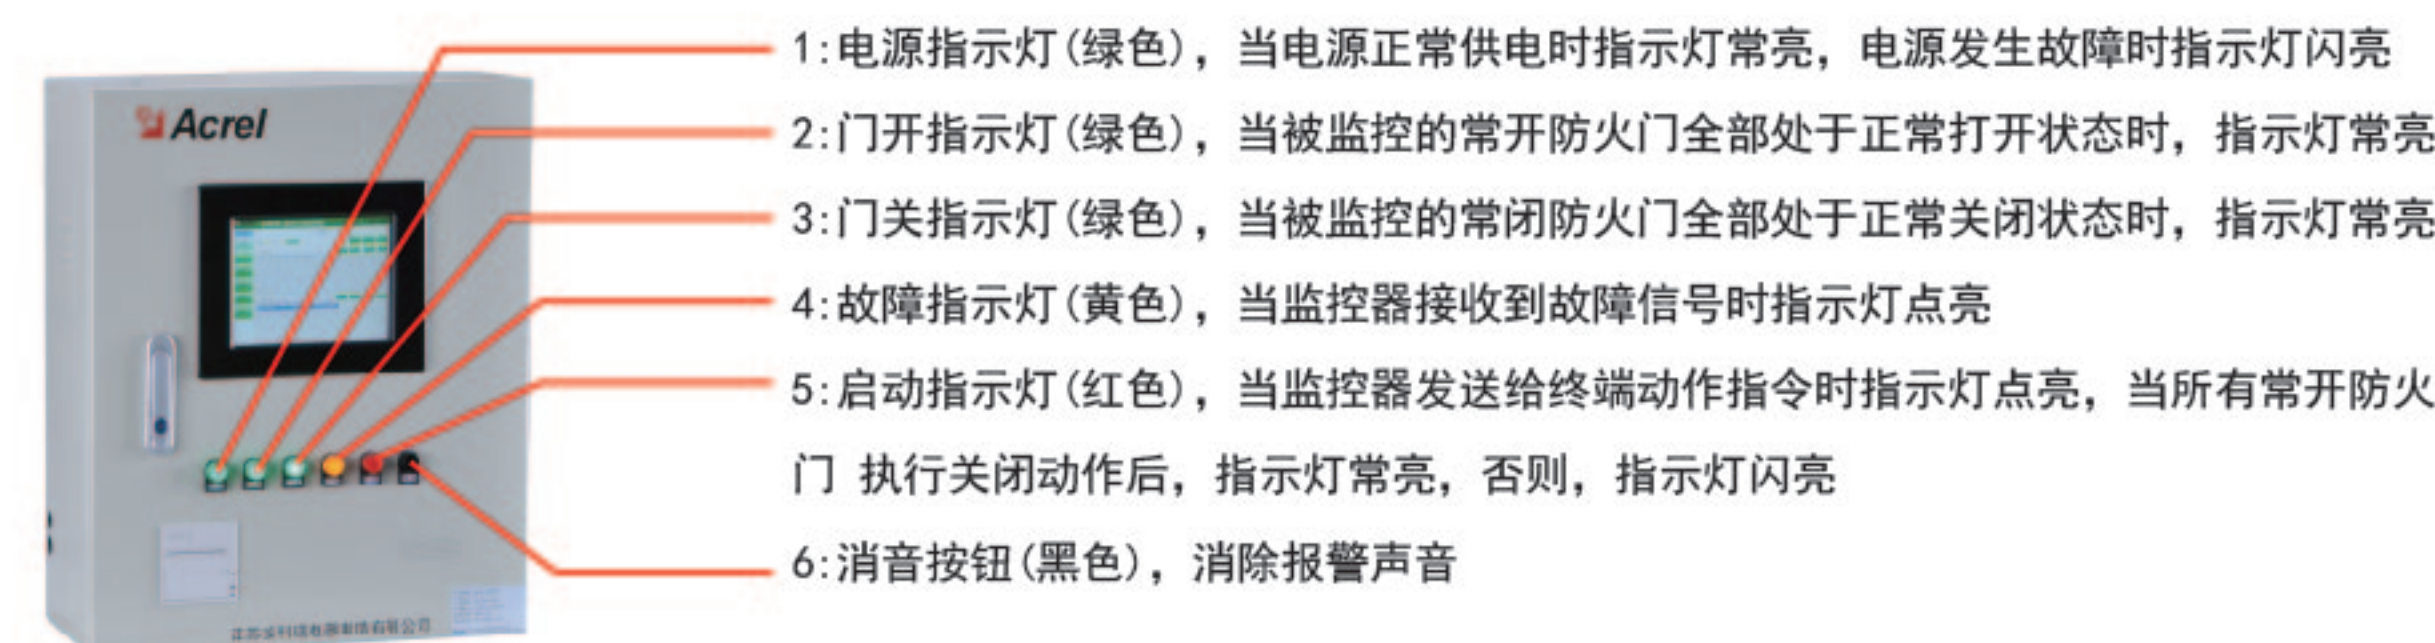 1:电源指示灯(绿色)，当电源正常供电时指示灯常亮，电源发生故障时指示灯闪亮
Acrel
2:门开指示灯(绿色)，当被监控的常开防火门全部处于正常打开状态时，指示灯常亮
3:门关指示灯(绿色)，当被监控的常闭防火门全部处于正常关闭状态时，指示灯常亮
4:故障指示灯(黄色)，当监控器接收到故障信号时指示灯点亮
5:启动指示灯(红色)，当监控器发送给终端动作指令时指示灯点亮，当所有常开防火
门 执行关闭动作后，指示灯常亮，否则，指示灯闪亮
6:消音按钮(黑色)，消除报警声音